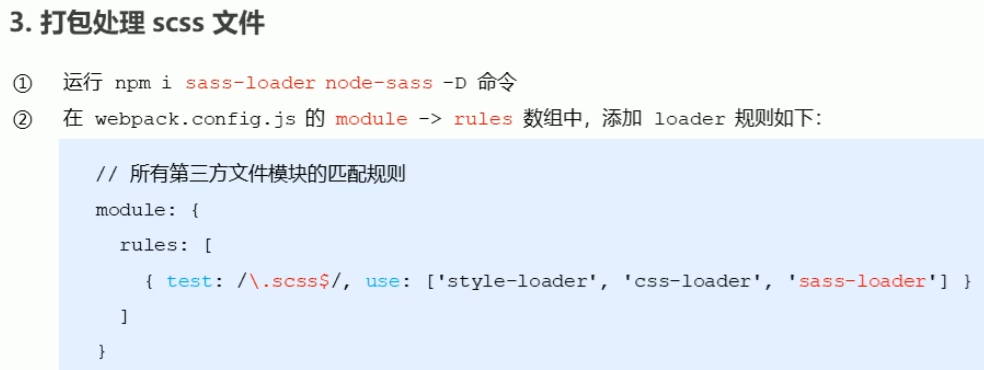 3. 打包处理 scss 文件
① 运行 npm i sass-loader node-sass -D 命令
② 在 webpack.config.js 的 module -> rules 数组中，添加 loader 规则如下：
// 所有第三方文件模块的匹配规则
module: {
rules: [
{ test: /\.scss$/, use: ['style-loader', 'css-loader', 'sass-loader'] }
]
}